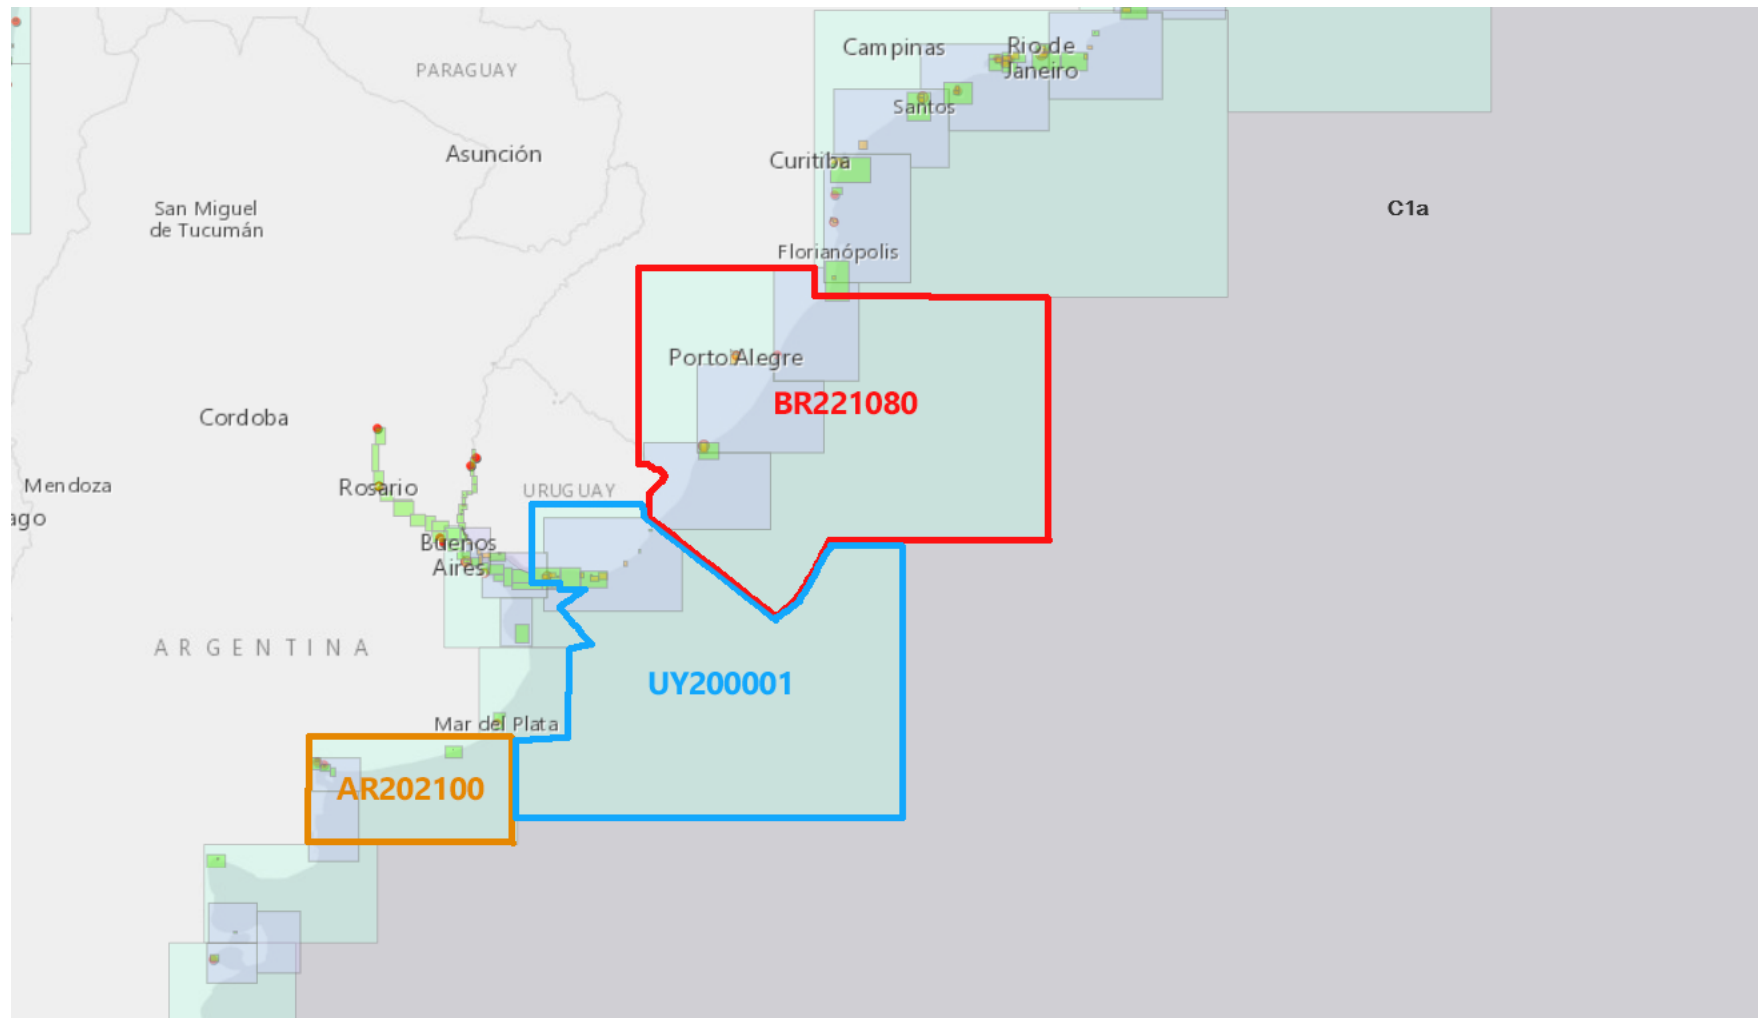 Campinas
Rio de
Janeiro
PARAGUAY
Santos
Asunción
Curitiba
San Miguel
de Tucumán
C1a
Florianópolis
Porto Alegre
BR221080
Cordoba
Mendoza
Rosario
URUGUAY
ago
Buenos
Aires
ARGENTINA
UY200001
Mar del Plata
AR202100